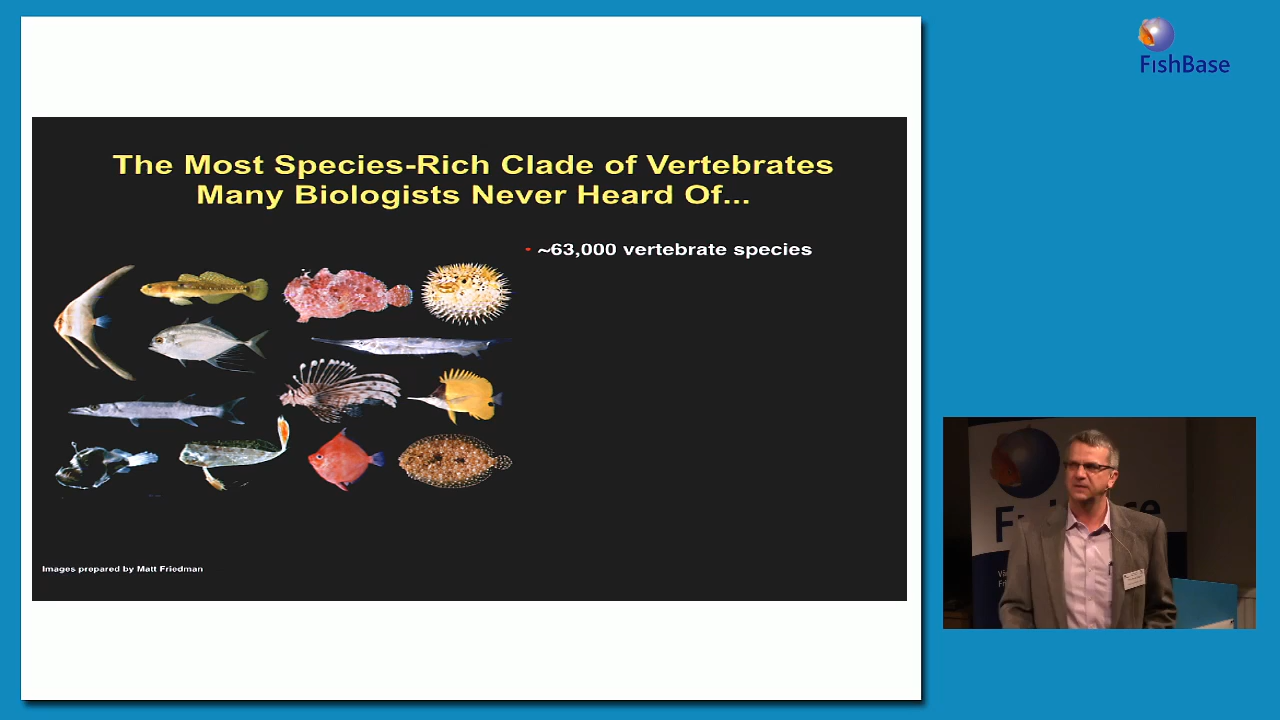 FishBase
The Most Species-Rich Clade of Vertebrates
Many Biologists Never Heard Of...
• ~63,000 vertebrate species
Images prepared by Matt Friedman